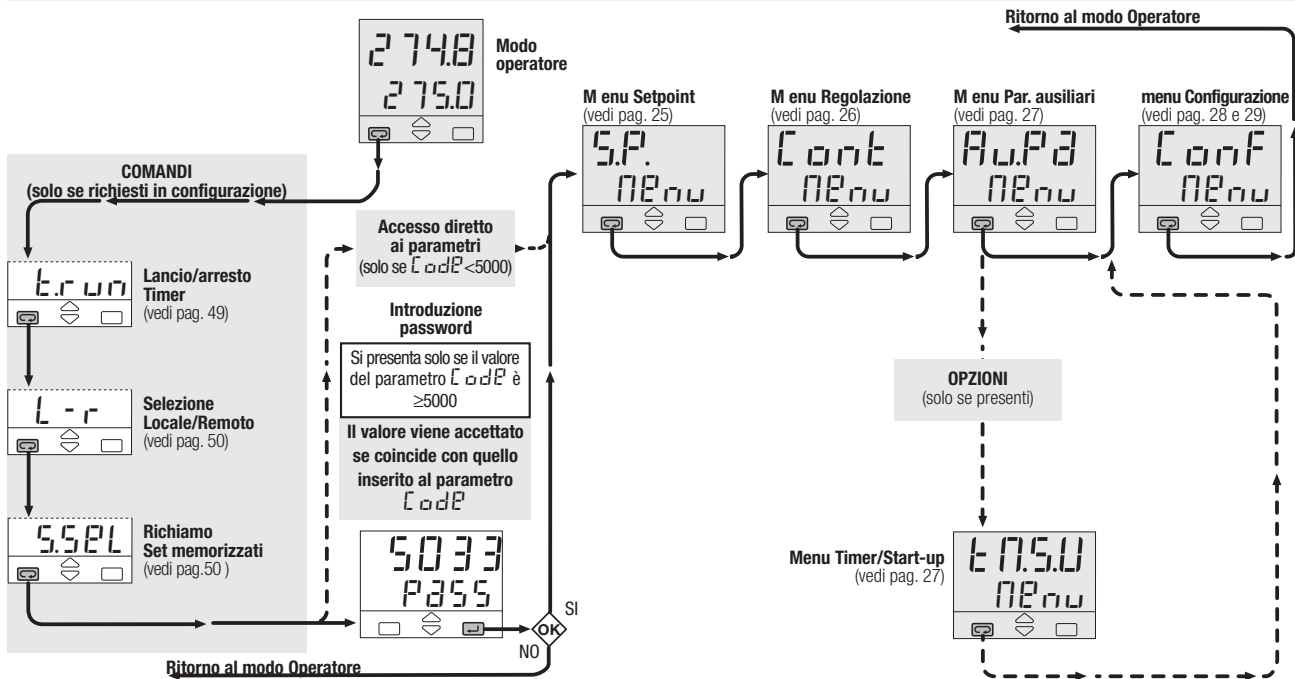 Ritorno al modo Operatore
274.8
275.0
Modo
operatore
M enu Setpoint
(vedi pag. 25)
S.P.
MEnu
M enu Regolazione
(vedi pag. 26)
Cont
MEnu
M enu Par. ausiliari
(vedi pag. 27)
Au.Pa
MEnu
menu Configurazione
(vedi pag. 28 e 29)
ConF
MEnu
COMANDI
(solo se richiesti in configurazione)
t.run
Lancio/arresto
Timer
(vedi pag. 49)
L-r
Selezione
Locale/Remoto
(vedi pag. 50)
S.SEL
Richiamo
Set memorizzati
(vedi pag.50 )
Accesso diretto
ai parametri
(solo se CodE <5000)
Introduzione
password
Si presenta solo se il valore
del parametro CodE è
≥5000
Il valore viene accettato
se coincide con quello
inserito al parametro
CodE
5033
PaSS
OK
SI
NO
Ritorno al modo Operatore
OPZIONI
(solo se presenti)
Menu Timer/Start-up
(vedi pag. 27)
tM.S.U
MEnu